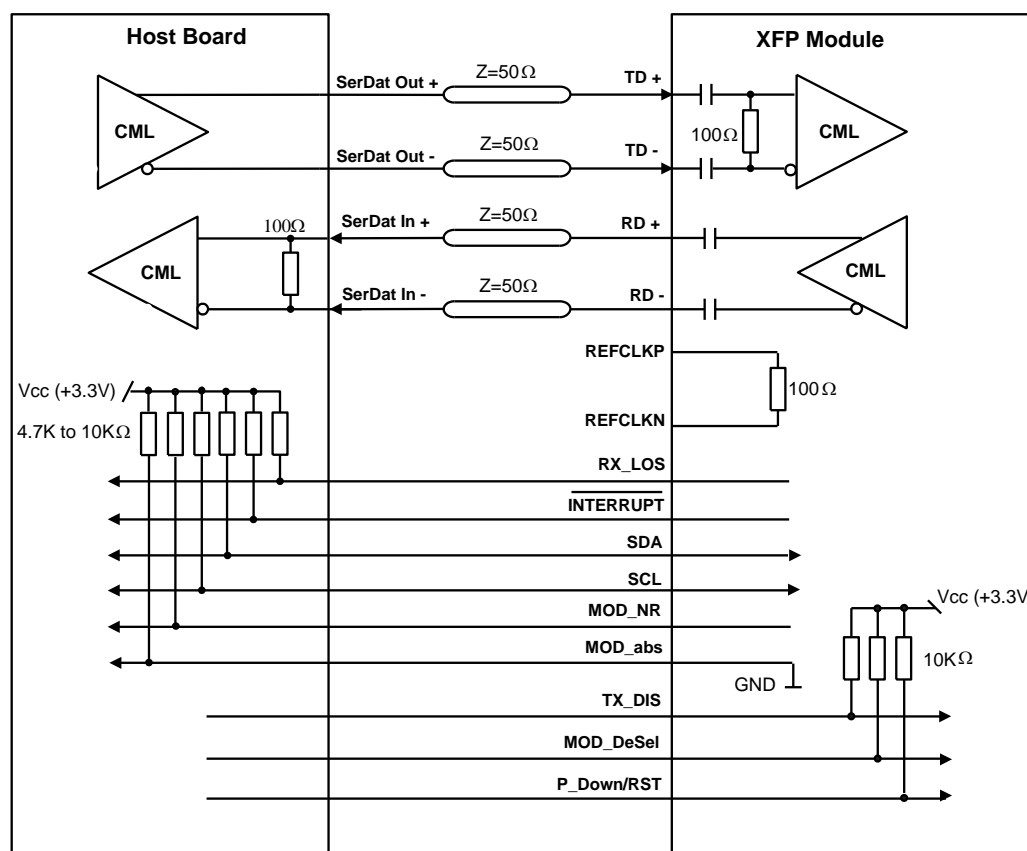 Host Board
XFP Module
SerDat Out +
Z=50Ω
TD +
CML
100Ω
CML
SerDat Out -
Z=50Ω
TD -
100Ω
SerDat In +
Z=50Ω
RD +
CML
CML
SerDat In -
Z=50Ω
RD -
REFCLKP
100Ω
REFCLKN
Vcc (+3.3V)
4.7K to 10KΩ
RX_LOS
INTERRUPT
SDA
SCL
MOD_NR
MOD_abs
GND
Vcc (+3.3V
10KΩ
TX_DIS
MOD_DeSel
P_Down/RST